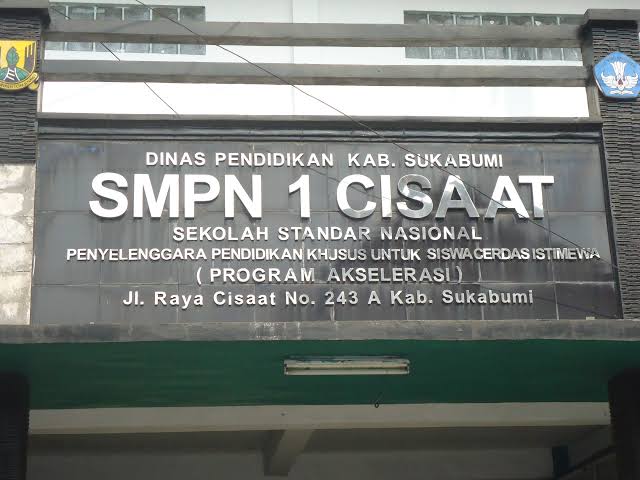 DINAS PENDIDIKAN KAB. SUKABUMI
SMPN 1 CISAAT
SEKOLAH STANDAR NASIONAL
PENYELENGGARA PENDIDIKAN KHUSUS UNTUK SISWA CERDAS ISTIMEWA
( PROGRAM AKSELERASI )
Jl. Raya Cisaat No. 243 A Kab. Sukabumi